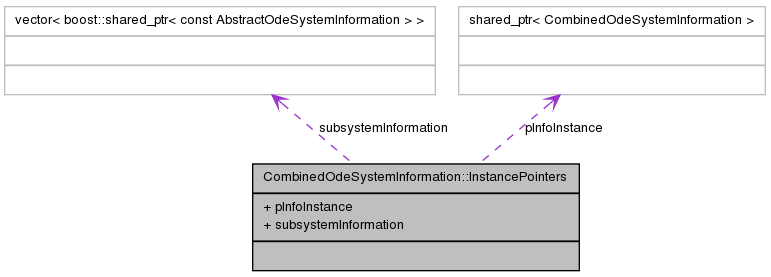 vector< boost::shared_ptr< const AbstractOdeSystemInformation > >
shared_ptr< CombinedOdeSystemInformation >
subsystemInformation
pInfoInstance
CombinedOdeSystemInformation::InstancePointers
+ pInfoInstance
+ subsystemInformation